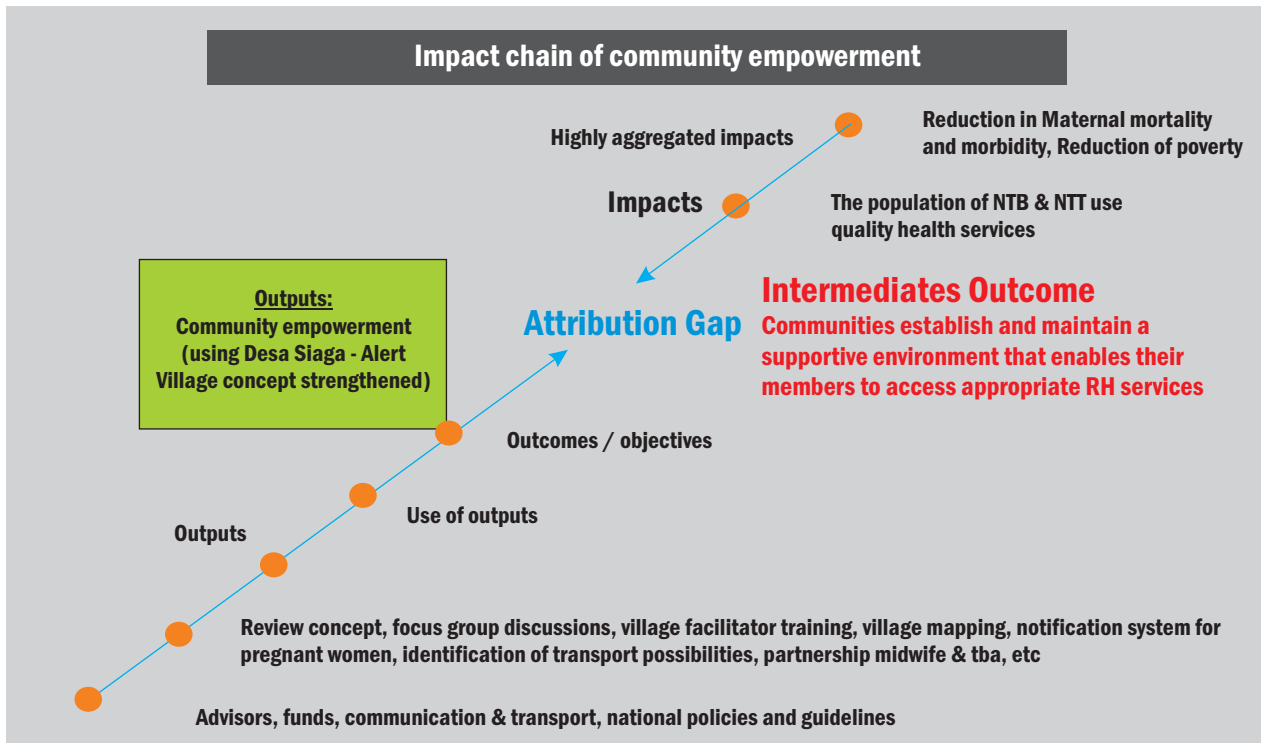 Impact chain of community empowerment
Highly aggregated impacts
Reduction in Maternal mortality
and morbidity, Reduction of poverty
Impacts
The population of NTB & NTT use
quality health services
Outputs:
Community empowerment
(using Desa Siaga - Alert
Village concept strengthened)
Attribution Gap
Intermediates Outcome
Communities establish and maintain a
supportive environment that enables their
members to access appropriate RH services
Outcomes / objectives
Use of outputs
Outputs
Review concept, focus group discussions, village facilitator training, village mapping, notification system for
pregnant women, identification of transport possibilities, partnership midwife & tba, etc
Advisors, funds, communication & transport, national policies and guidelines